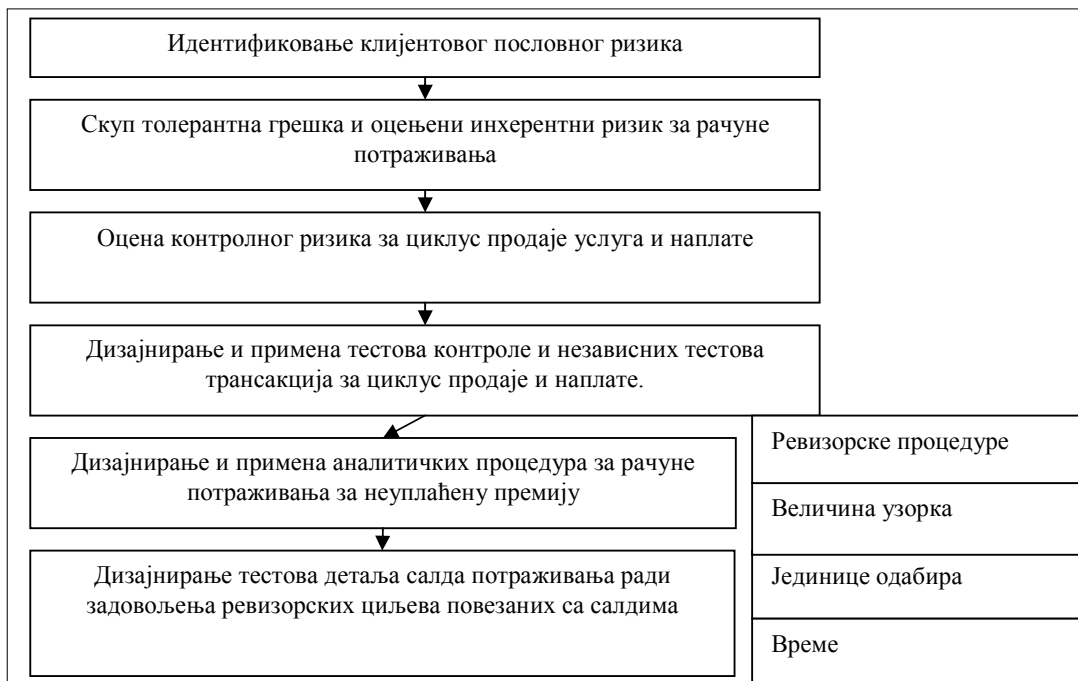 Идентификовање клијентовог пословног ризика
Скуп толерантна грешка и оцењени инхерентни ризик за рачуне
потраживања
Оцена контролног ризика за циклус продаје услуга и наплате
Дизајнирање и примена тестова контроле и независних тестова
трансакција за циклус продаје и наплате.
Дизајнирање и примена аналитичких процедура за рачуне
потраживања за неуплаћену премију
Дизајнирање тестова детаља салда потраживања ради
задовољења ревизорских циљева повезаних са салдима
Ревизорске процедуре
Величина узорка
Јединице одабира
Време